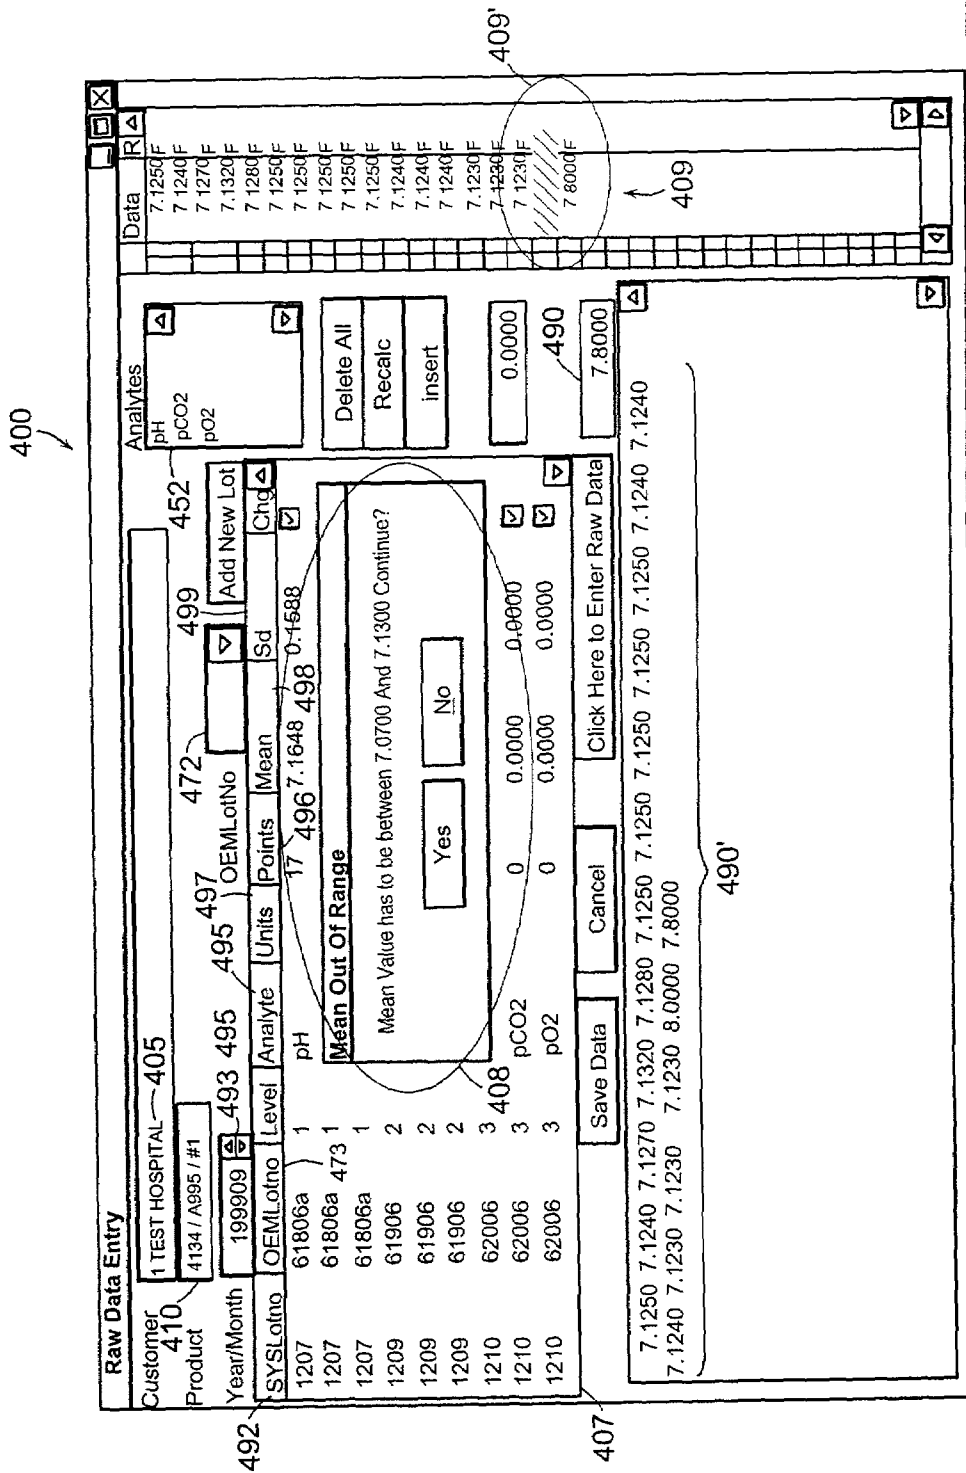 400
Raw Data Entry
Customer 1 TEST HOSPITAL 405
410
Product 4134 / A995 / #1
Year/Month 199909 493 495 495 497 OEMLotNo 472 499 Add New Lot 452
Analytes
pH
pCO2
pO2
492
SYSLotno OEMLotno Level Analyte Units Points Mean Sd Chg
1207 61806a 1 pH 17 7.1648 0.1588
1207 61806a 1
1207 61806a 1
1209 61906 2
1209 61906 2
1209 61906 2
1210 62006 3
1210 62006 3 pCO2 0 0.0000 0.0000
1210 62006 3 pO2 0 0.0000 0.0000
473
496
498
Mean Out Of Range
Mean Value has to be between 7.0700 And 7.1300 Continue?
Yes No
408
407
Delete All
Recalc
insert
0.0000
490
7.8000
Save Data Cancel Click Here to Enter Raw Data
7.1250 7.1240 7.1270 7.1320 7.1280 7.1250 7.1250 7.1250 7.1250 7.1250 7.1240 7.1240
7.1240 7.1230 7.1230 7.1230 8.0000 7.8000
490'
Data R
7.1250 F
7.1240 F
7.1270 F
7.1320 F
7.1280 F
7.1250 F
7.1250 F
7.1250 F
7.1250 F
7.1250 F
7.1240 F
7.1240 F
7.1240 F
7.1230 F
7.1230 F
7.1230 F
7 8000 F
409
409'